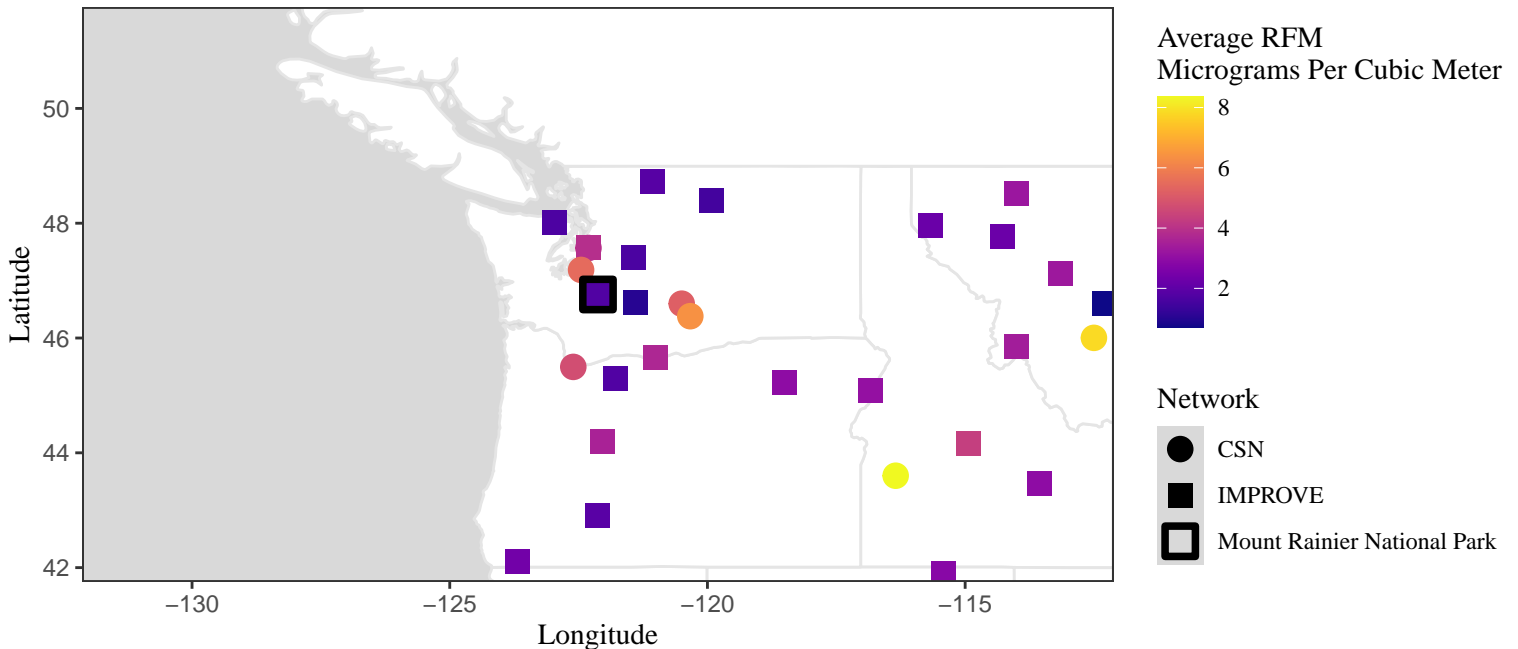 50
48
46
44
42
Latitude
−130
−125
−120
−115
Longitude
Average RFM
Micrograms Per Cubic Meter
8
6
4
2
Network
CSN
IMPROVE
Mount Rainier National Park